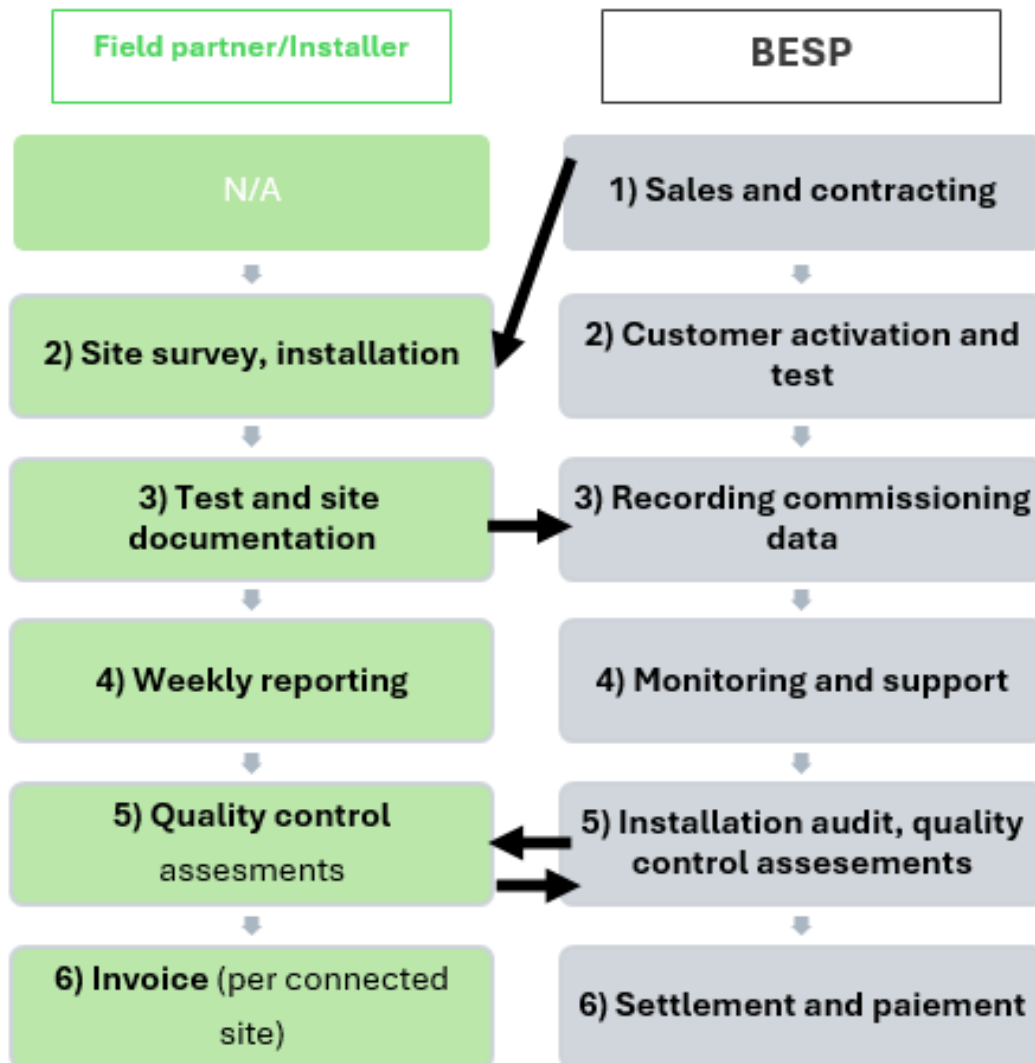 Field partner/Installer
BESP
N/A
1) Sales and contracting
2) Site survey, installation
2) Customer activation and
test
3) Test and site
documentation
3) Recording commissioning
data
4) Weekly reporting
4) Monitoring and support
5) Quality control
assesments
5) Installation audit, quality
control assesements
6) Invoice (per connected
site)
6) Settlement and paiement